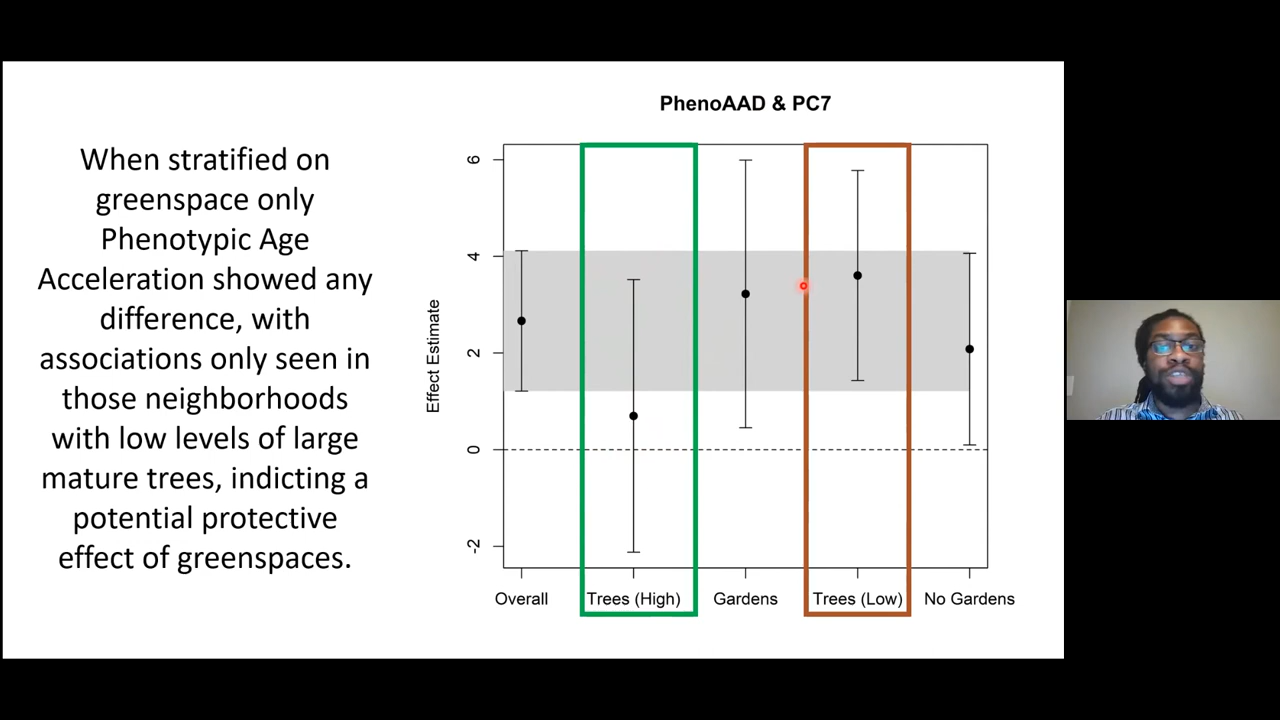 When stratified on
greenspace only
Phenotypic Age
Acceleration showed any
difference, with
associations only seen in
those neighborhoods
with low levels of large
mature trees, indicting a
potential protective
effect of greenspaces.
PhenoAAD & PC7
Effect Estimate
6
4
2
0
-2
Overall Trees (High) Gardens Trees (Low) No Gardens